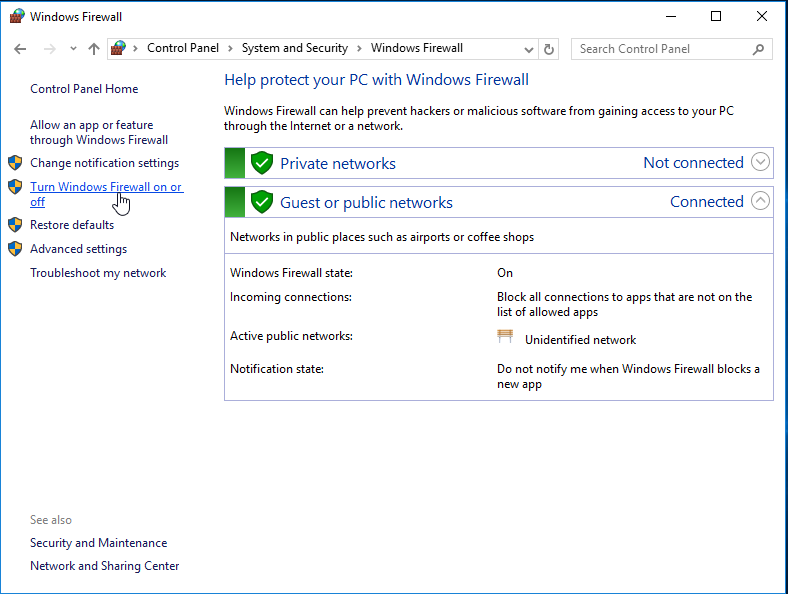 Windows Firewall
Control Panel > System and Security > Windows Firewall
Search Control Panel
Control Panel Home
Allow an app or feature
through Windows Firewall
Change notification settings
Turn Windows Firewall on or
off
Restore defaults
Advanced settings
Troubleshoot my network
See also
Security and Maintenance
Network and Sharing Center
Help protect your PC with Windows Firewall
Windows Firewall can help prevent hackers or malicious software from gaining access to your PC
through the Internet or a network.
Private networks Not connected
Guest or public networks Connected
Networks in public places such as airports or coffee shops
Windows Firewall state: On
Incoming connections: Block all connections to apps that are not on the
list of allowed apps
Active public networks: Unidentified network
Notification state: Do not notify me when Windows Firewall blocks a
new app